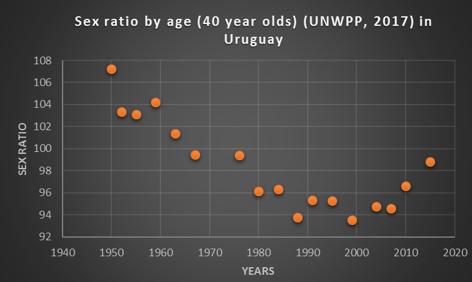 Sex ratio by age (40 year olds) (UNWPP, 2017) in
Uruguay
108
106
104
102
100
98
96
94
92
SEX RATIO
1940 1950 1960 1970 1980 1990 2000 2010 2020
YEARS